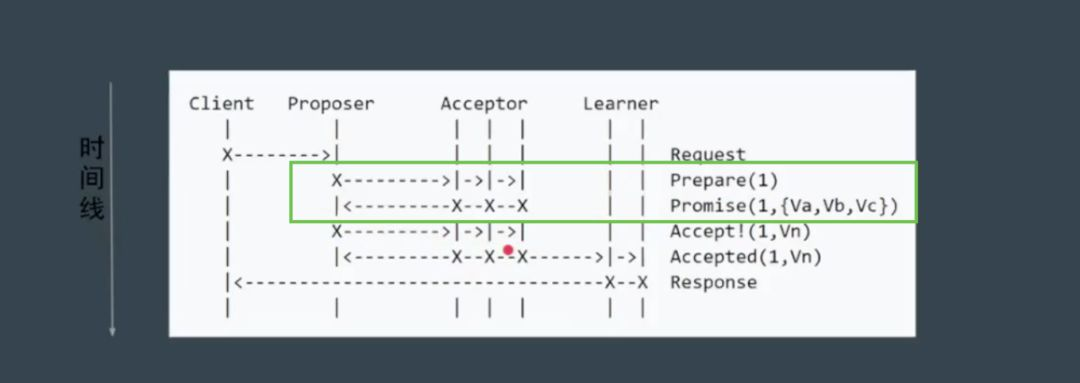 时间线
Client Proposer Acceptor Learner
| | | | | | |
X-------->| | | | | | Request
| X--------->|->|->| | | Prepare(1)
| |<---------X--X--X | | Promise(1,{Va,Vb,Vc})
| X--------->|->|->| | | Accept!(1,Vn)
| |<---------X--X--X------>|->| Accepted(1,Vn)
|<---------------------------------X--X Response
| | | | | | |